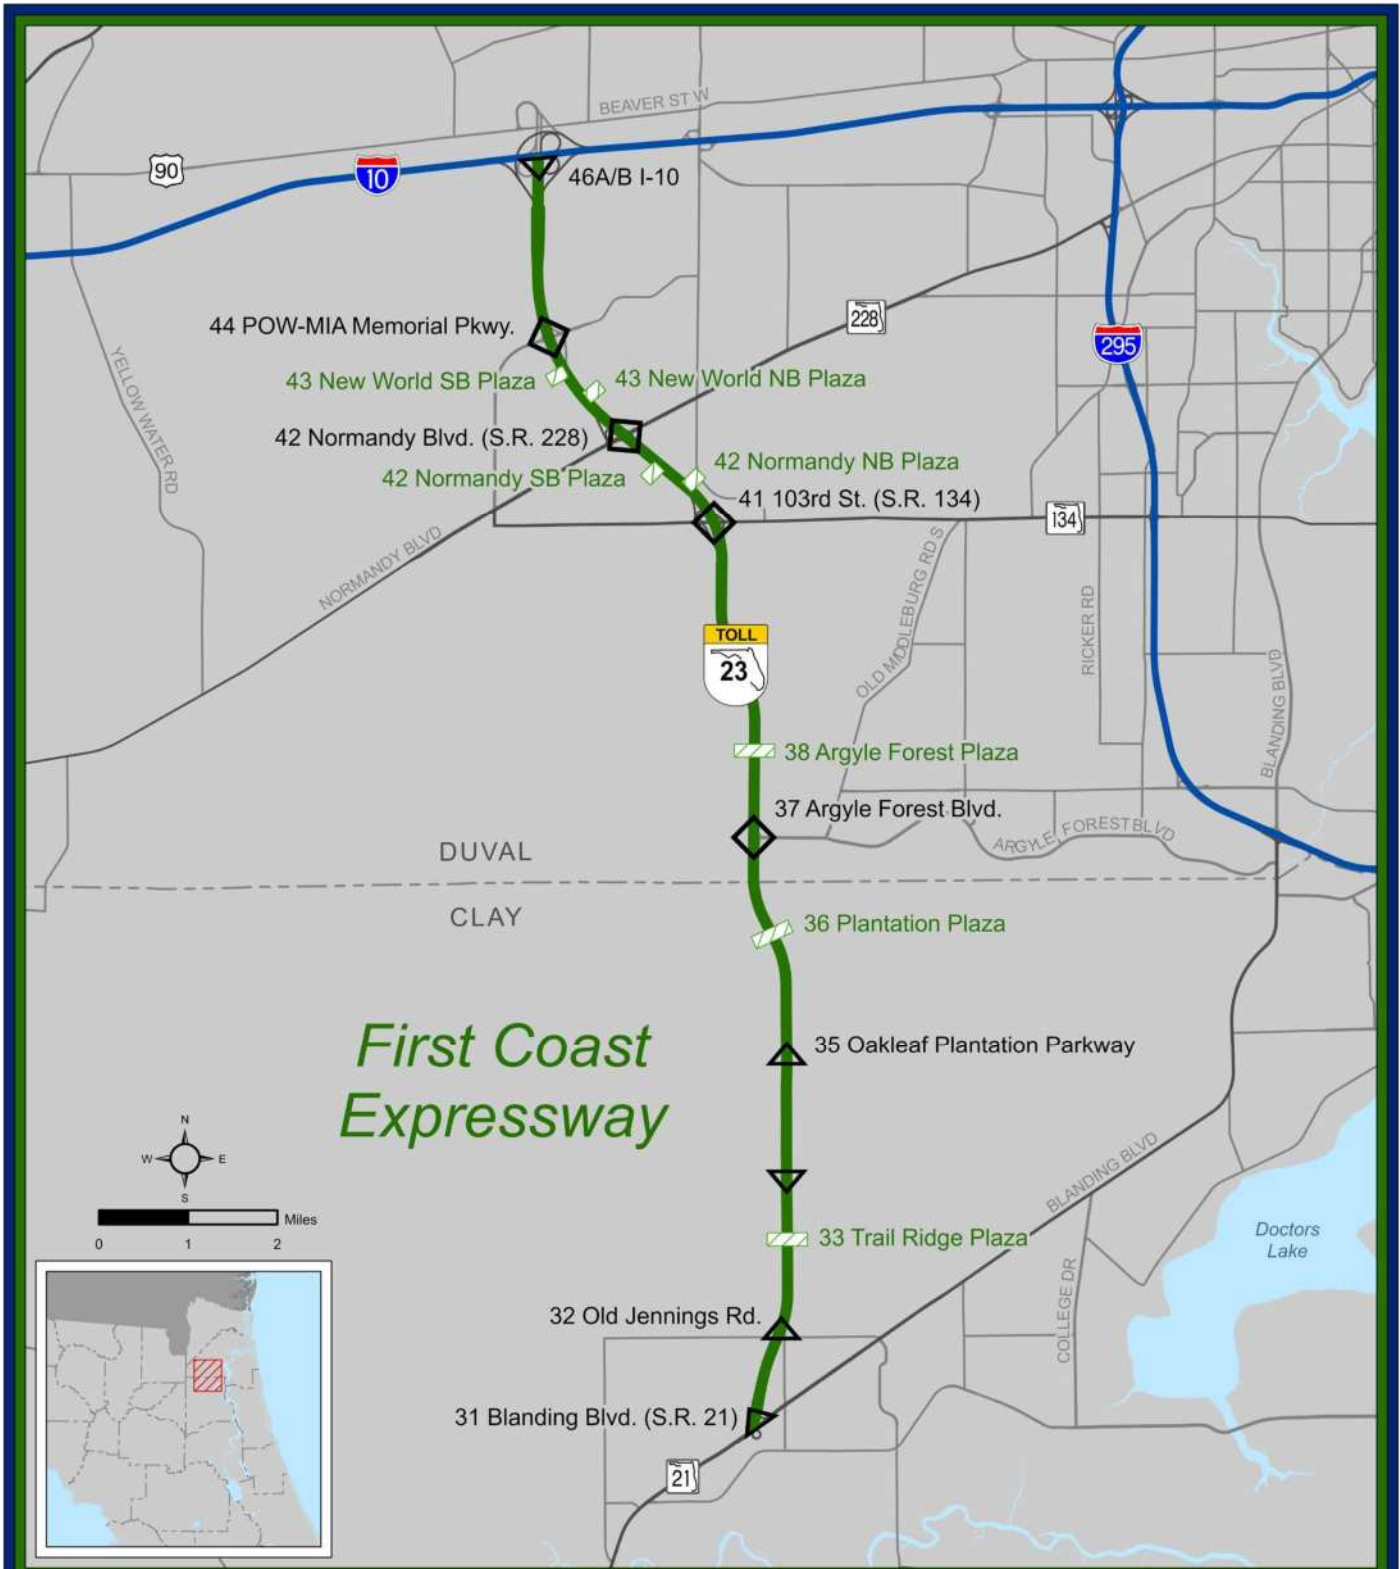 BEAVER ST W
90
10
46A/B I-10
44 POW-MIA Memorial Pkwy.
228
295
43 New World SB Plaza
43 New World NB Plaza
YELLOW WATER RD
42 Normandy Blvd. (S.R. 228)
42 Normandy NB Plaza
42 Normandy SB Plaza
41 103rd St. (S.R. 134)
134
NORMANDY BLVD
OLD MIDDLEBURG RD S
RICKER RD
TOLL
23
BLANDING BLVD
38 Argyle Forest Plaza
37 Argyle Forest Blvd.
ARGYLE FOREST BLVD
DUVAL
CLAY
36 Plantation Plaza
First Coast
Expressway
35 Oakleaf Plantation Parkway
N
W E
S
Miles
0 1 2
BLANDING BLVD
33 Trail Ridge Plaza
Doctors
Lake
COLLEGE DR
32 Old Jennings Rd.
31 Blanding Blvd. (S.R. 21)
21